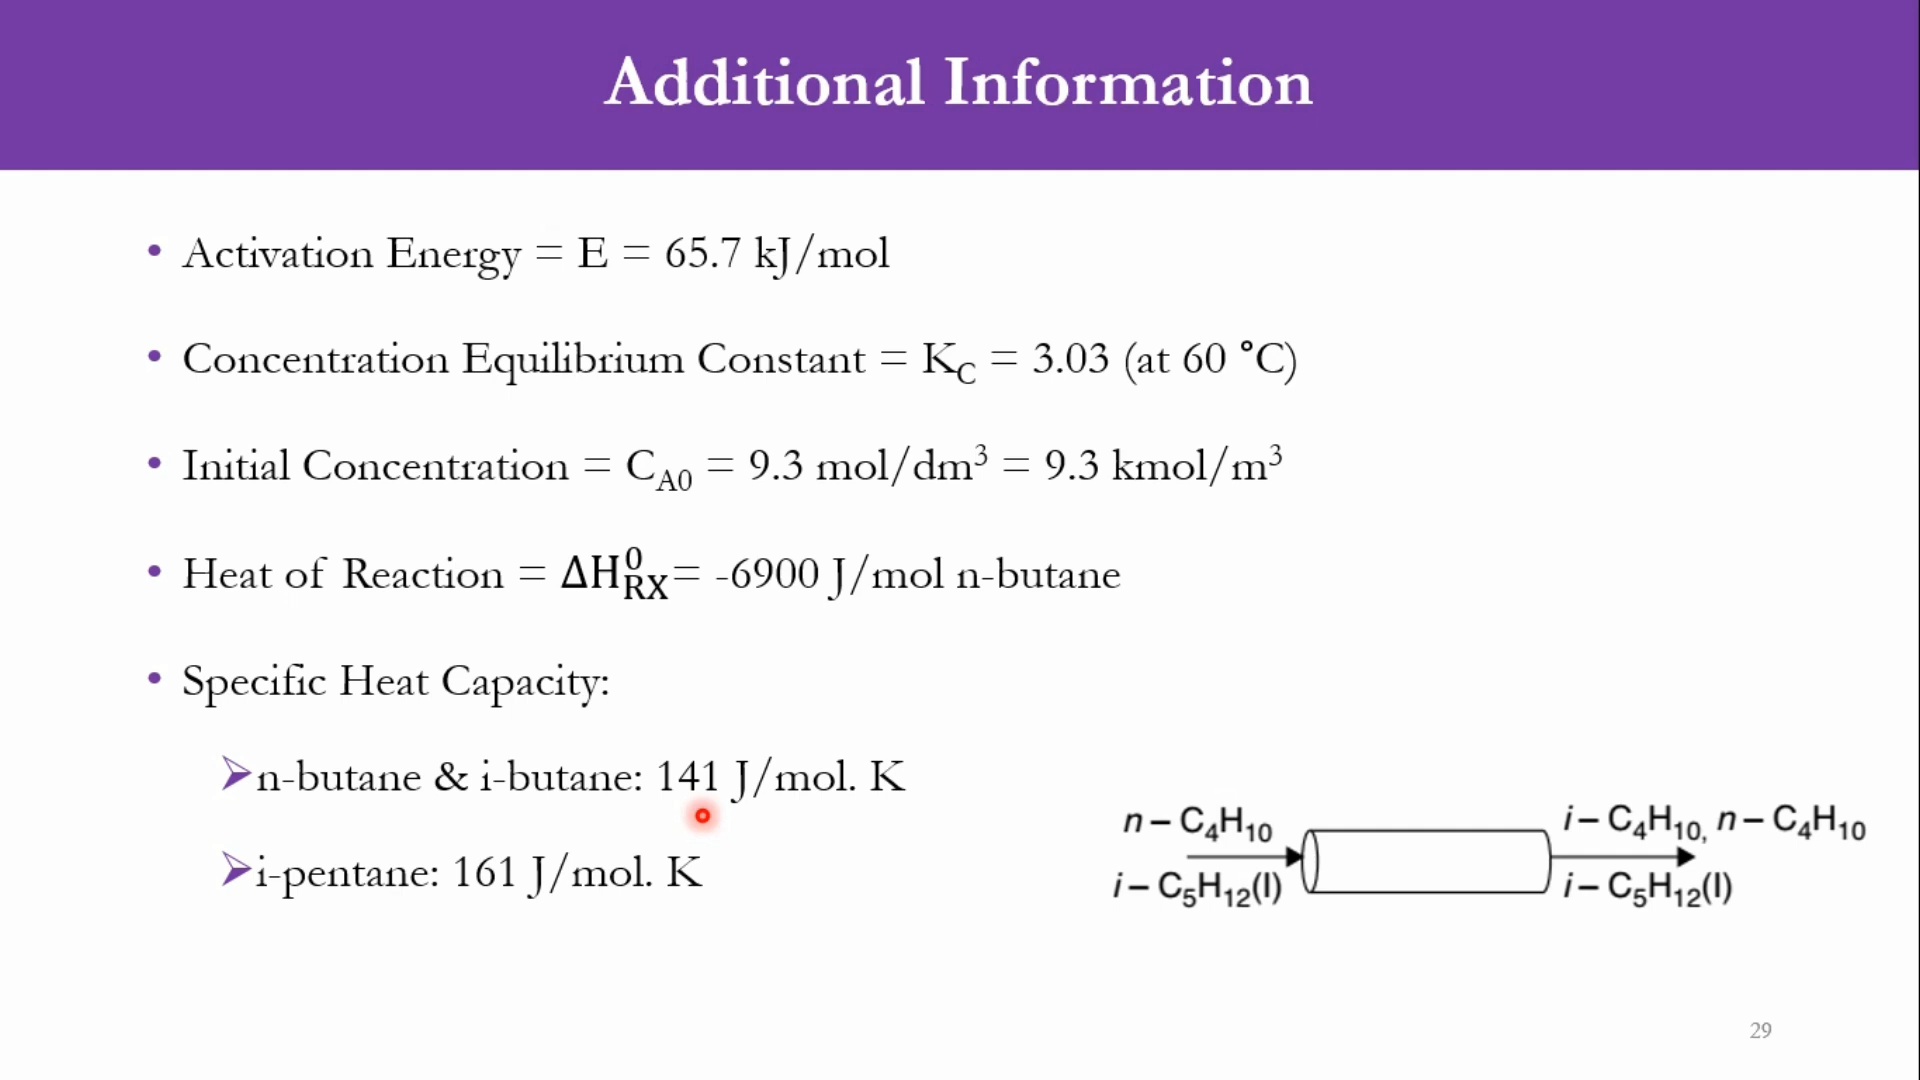 Additional Information
• Activation Energy = E = 65.7 kJ/mol
• Concentration Equilibrium Constant = K_C = 3.03 (at 60 °C)
• Initial Concentration = C_A0 = 9.3 mol/dm³ = 9.3 kmol/m³
• Heat of Reaction = ΔH⁰_RX = -6900 J/mol n-butane
• Specific Heat Capacity:
➢n-butane & i-butane: 141 J/mol. K
➢i-pentane: 161 J/mol. K
n – C₄H₁₀
i – C₅H₁₂(l)
i – C₄H₁₀, n – C₄H₁₀
i – C₅H₁₂(l)
29